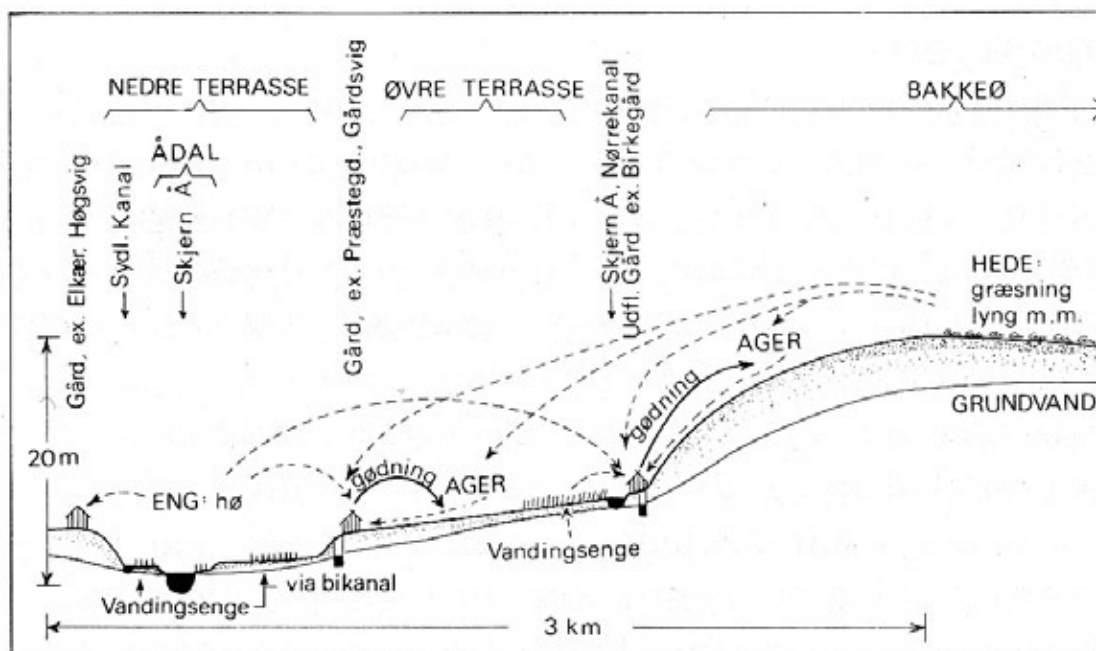 NEDRE TERRASSE
ØVRE TERRASSE
BAKKEØ
ÅDAL
Gård, ex. Elkær. Høgsvig
Sydl. Kanal
Skjern Å.
Gård, ex. Præstegd., Gårdsvig
Skjern Å, Nørrekanal
Udfl. Gård ex. Birkegård
HEDE:
græsning
lyng m.m.
AGER
gødning
GRUNDVAND
20 m
gødning
AGER
ENG: hø
Vandingsenge
via bikanal
Vandingsenge
3 km